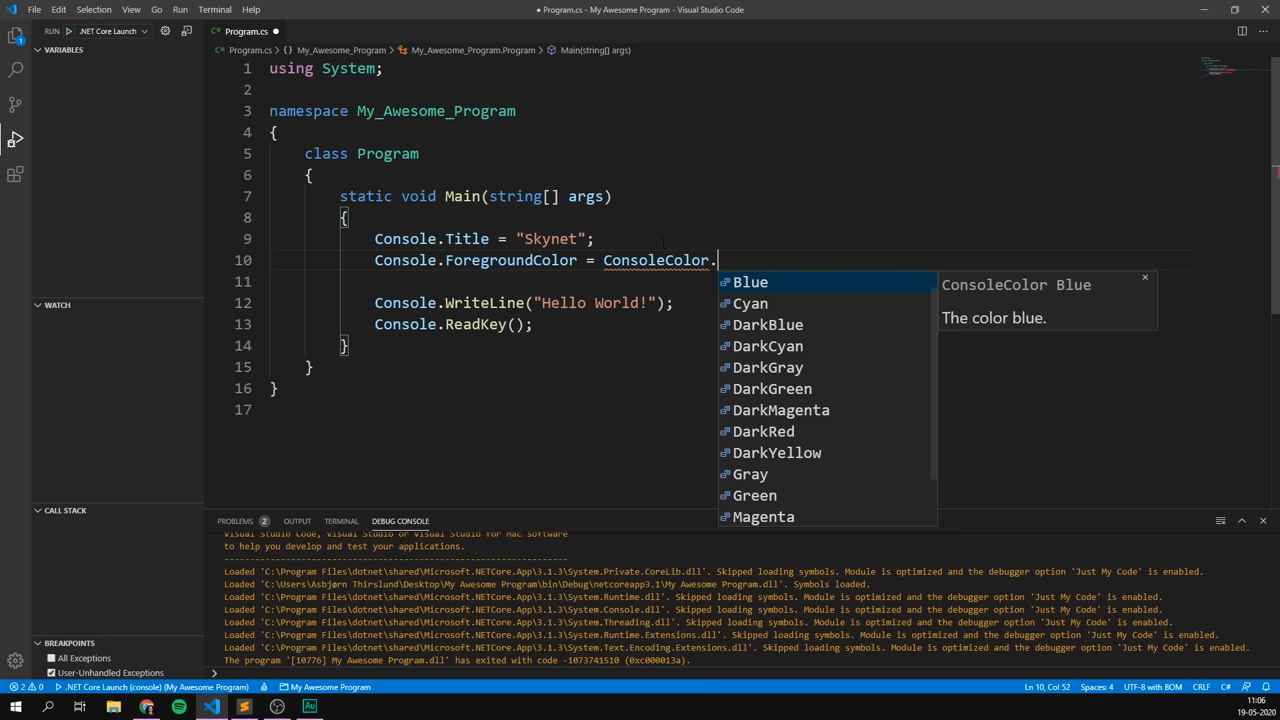 File Edit Selection View Go Run Terminal Help
● Program.cs - My Awesome Program - Visual Studio Code
RUN .NET Core Launch
Program.cs ●
Program.cs My_Awesome_Program My_Awesome_Program.Program Main(string[] args)
VARIABLES
1 using System;
2
3 namespace My_Awesome_Program
4 {
5 class Program
6 {
7 static void Main(string[] args)
8 {
9 Console.Title = "Skynet";
10 Console.ForegroundColor = ConsoleColor.
11
12 Console.WriteLine("Hello World!");
13 Console.ReadKey();
14 }
15 }
16 }
17
Blue
Cyan
DarkBlue
DarkCyan
DarkGray
DarkGreen
DarkMagenta
DarkRed
DarkYellow
Gray
Green
Magenta
ConsoleColor Blue
The color blue.
WATCH
CALL STACK
BREAKPOINTS
All Exceptions
User-Unhandled Exceptions
PROBLEMS 2 OUTPUT TERMINAL DEBUG CONSOLE
Visual Studio Code, Visual Studio or Visual Studio for Mac software
to help you develop and test your applications.
-------------------------------------------------------------------
Loaded 'C:\Program Files\dotnet\shared\Microsoft.NETCore.App\3.1.3\System.Private.CoreLib.dll'. Skipped loading symbols. Module is optimized and the debugger option 'Just My Code' is enabled.
Loaded 'C:\Users\Asbjørn Thirslund\Desktop\My Awesome Program\bin\Debug\netcoreapp3.1\My Awesome Program.dll'. Symbols loaded.
Loaded 'C:\Program Files\dotnet\shared\Microsoft.NETCore.App\3.1.3\System.Runtime.dll'. Skipped loading symbols. Module is optimized and the debugger option 'Just My Code' is enabled.
Loaded 'C:\Program Files\dotnet\shared\Microsoft.NETCore.App\3.1.3\System.Console.dll'. Skipped loading symbols. Module is optimized and the debugger option 'Just My Code' is enabled.
Loaded 'C:\Program Files\dotnet\shared\Microsoft.NETCore.App\3.1.3\System.Threading.dll'. Skipped loading symbols. Module is optimized and the debugger option 'Just My Code' is enabled.
Loaded 'C:\Program Files\dotnet\shared\Microsoft.NETCore.App\3.1.3\System.Runtime.Extensions.dll'. Skipped loading symbols. Module is optimized and the debugger option 'Just My Code' is enabled.
Loaded 'C:\Program Files\dotnet\shared\Microsoft.NETCore.App\3.1.3\System.Text.Encoding.Extensions.dll'. Skipped loading symbols. Module is optimized and the debugger option 'Just My Code' is enabled.
The program '[10776] My Awesome Program.dll' has exited with code -1073741510 (0xc000013a).
2 0 .NET Core Launch (console) (My Awesome Program) My Awesome Program
Ln 10, Col 52 Spaces: 4 UTF-8 with BOM CRLF C#
1
Au
11:06
19-05-2020